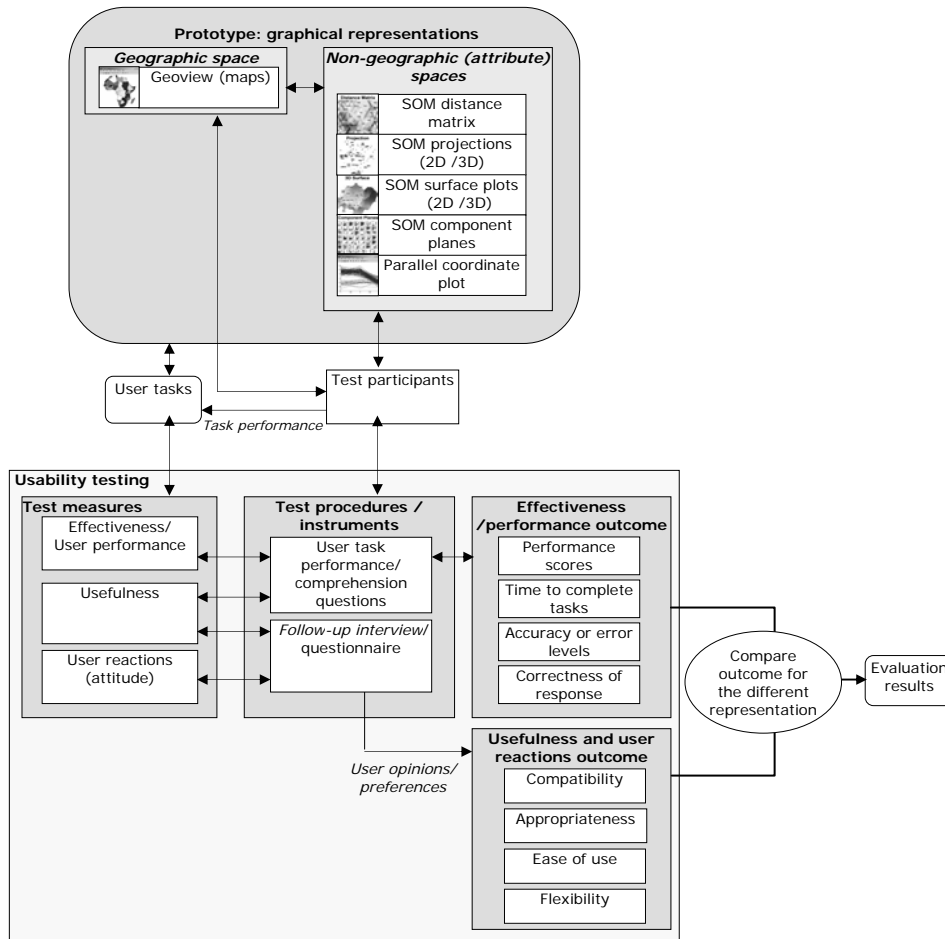 Prototype: graphical representations
Geographic space
Geoview (maps)
Non-geographic (attribute)
spaces
Distance Matrix
SOM distance
matrix
Projection
SOM projections
(2D /3D)
SOM surface plots
(2D /3D)
Component Planes
SOM component
planes
Parallel coordinate
plot
User tasks
Test participants
Task performance
Usability testing
Test measures
Effectiveness/
User performance
Usefulness
User reactions
(attitude)
Test procedures /
instruments
User task
performance/
comprehension
questions
Follow-up interview/
questionnaire
User opinions/
preferences
Effectiveness
/performance outcome
Performance
scores
Time to complete
tasks
Accuracy or error
levels
Correctness of
response
Usefulness and user
reactions outcome
Compatibility
Appropriateness
Ease of use
Flexibility
Compare
outcome for
the different
representation
Evaluation
results